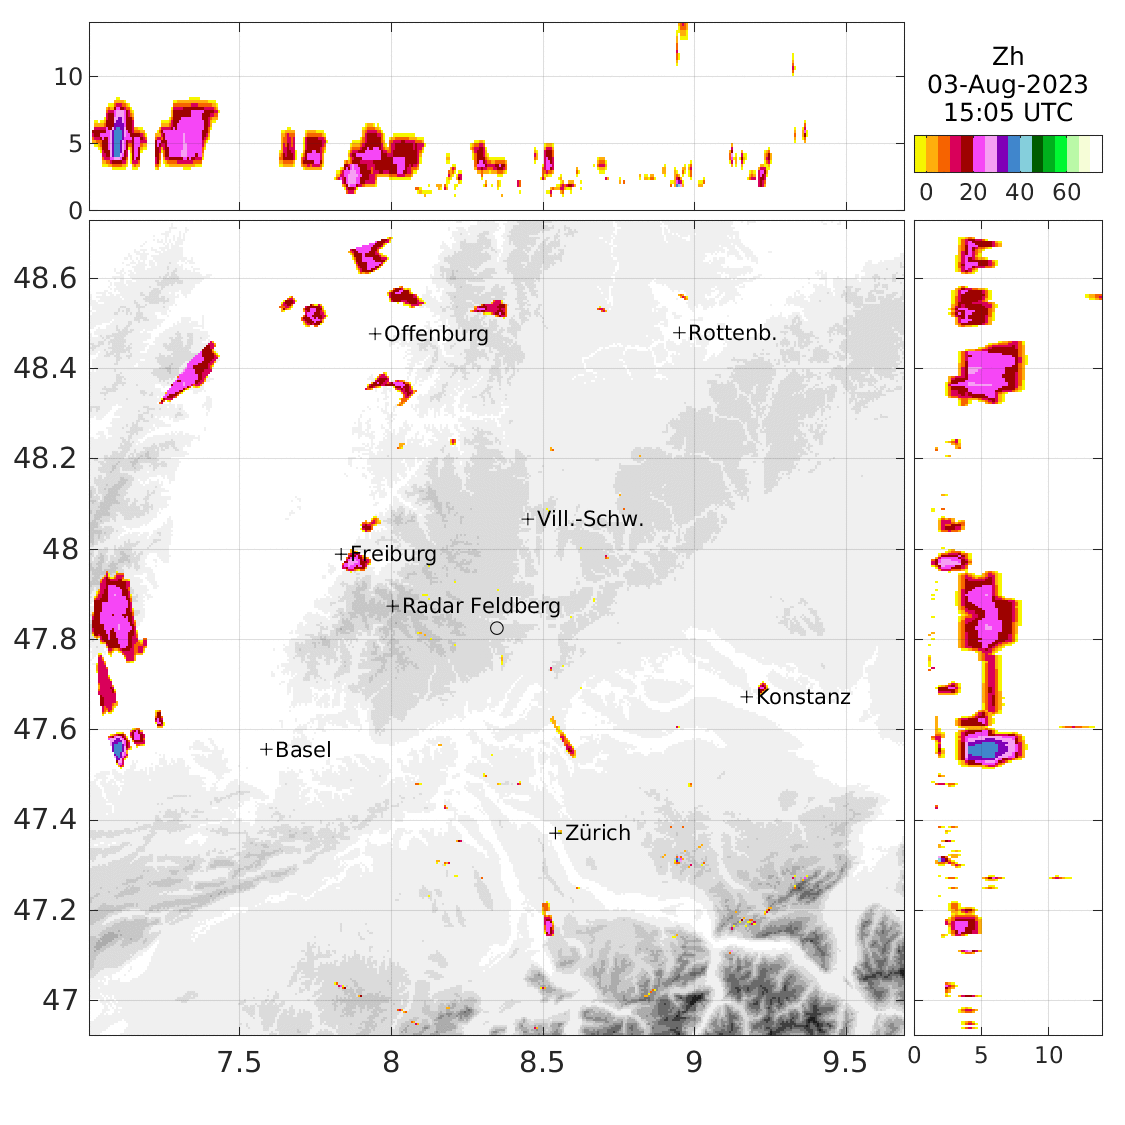 10
5
0
Zh
03-Aug-2023
15:05 UTC
0 20 40 60
48.6
48.4
48.2
48
47.8
47.6
47.4
47.2
47
Offenburg
Rottenb.
Vill.-Schw.
Freiburg
Radar Feldberg
Konstanz
Basel
Zürich
7.5 8 8.5 9 9.5
0 5 10